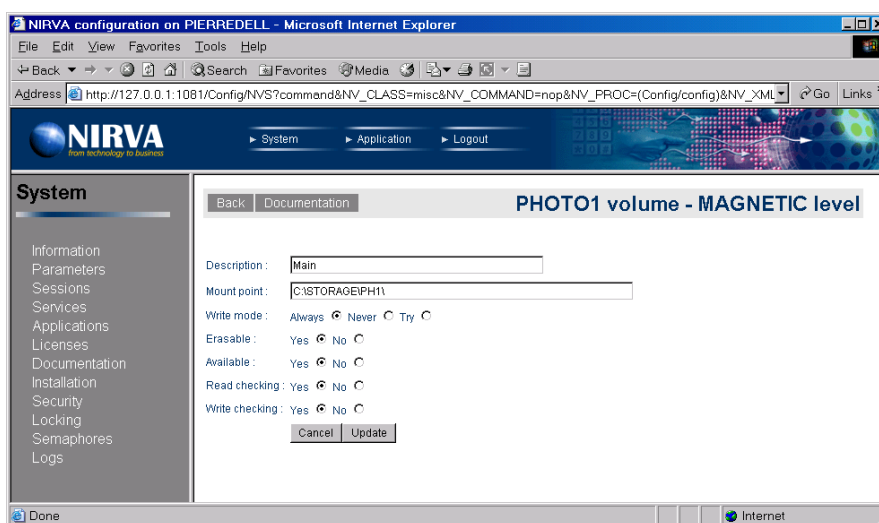 NIRVA configuration on PIERREDELL - Microsoft Internet Explorer
File Edit View Favorites Tools Help
Back Search Favorites Media
Address http://127.0.0.1:1081/Config/NVS?command&NV_CLASS=misc&NV_COMMAND=nop&NV_PROC=(Config/config)&NV_XML Go Links
NIRVA
from technology to business
System Application Logout
System
Back Documentation
PHOTO1 volume - MAGNETIC level
Information
Parameters
Sessions
Services
Applications
Licenses
Documentation
Installation
Security
Locking
Semaphores
Logs
Description : Main
Mount point : C:\STORAGE\PH1\
Write mode : Always Never Try
Erasable : Yes No
Available : Yes No
Read checking : Yes No
Write checking : Yes No
Cancel Update
Done Internet